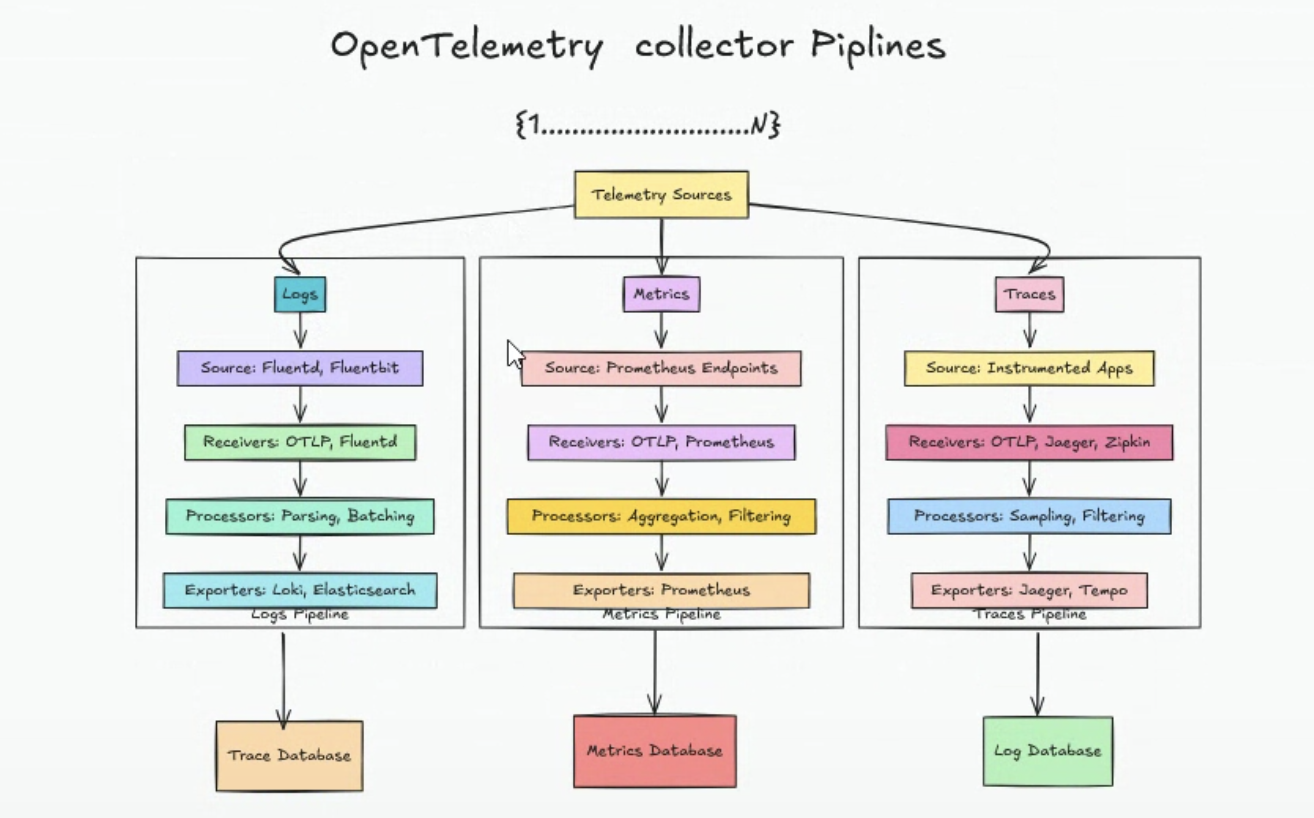 OpenTelemetry collector Piplines
{1..........................N}
Telemetry Sources
Logs
Source: Fluentd, Fluentbit
Receivers: OTLP, Fluentd
Processors: Parsing, Batching
Exporters: Loki, Elasticsearch
Logs Pipeline
Trace Database
Metrics
Source: Prometheus Endpoints
Receivers: OTLP, Prometheus
Processors: Aggregation, Filtering
Exporters: Prometheus
Metrics Pipeline
Metrics Database
Traces
Source: Instrumented Apps
Receivers: OTLP, Jaeger, Zipkin
Processors: Sampling, Filtering
Exporters: Jaeger, Tempo
Traces Pipeline
Log Database